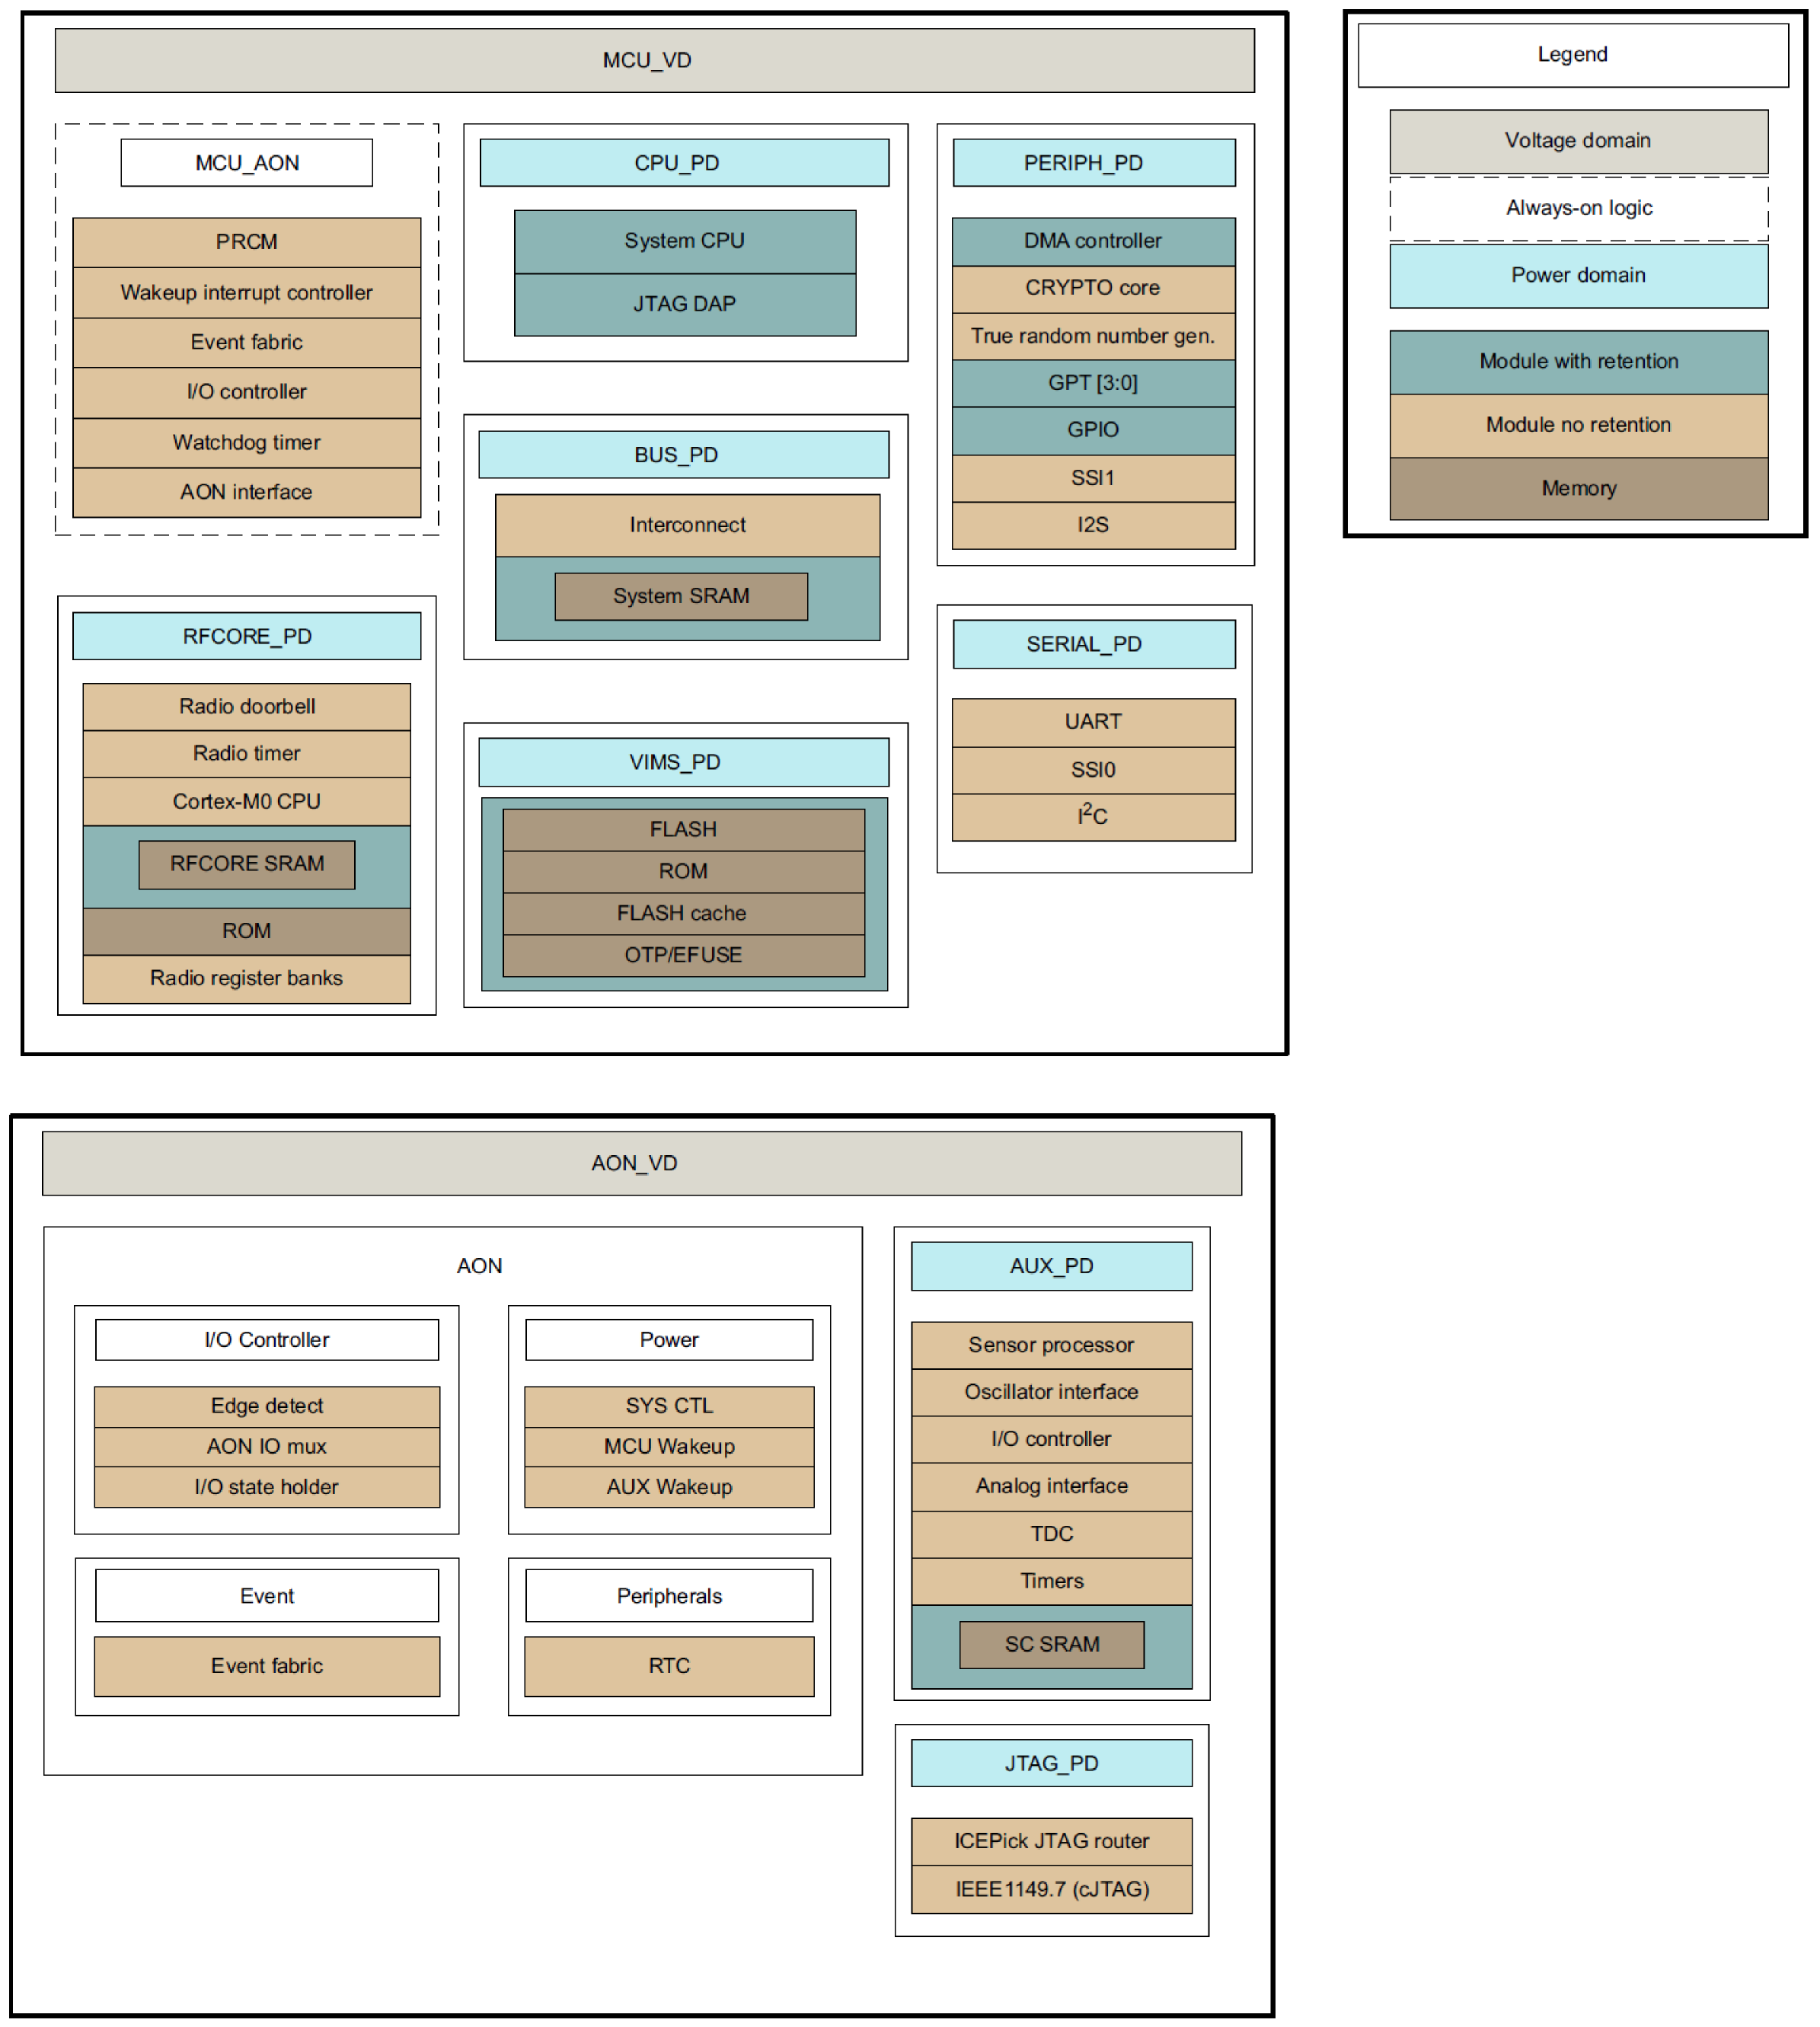 MCU_VD
MCU_AON
PRCM
Wakeup interrupt controller
Event fabric
I/O controller
Watchdog timer
AON interface
RFCORE_PD
Radio doorbell
Radio timer
Cortex-M0 CPU
RFCORE SRAM
ROM
Radio register banks
CPU_PD
System CPU
JTAG DAP
BUS_PD
Interconnect
System SRAM
VIMS_PD
FLASH
ROM
FLASH cache
OTP/EFUSE
PERIPH_PD
DMA controller
CRYPTO core
True random number gen.
GPT [3:0]
GPIO
SSI1
I2S
SERIAL_PD
UART
SSI0
I²C
Legend
Voltage domain
Always-on logic
Power domain
Module with retention
Module no retention
Memory
AON_VD
AON
I/O Controller
Edge detect
AON IO mux
I/O state holder
Power
SYS CTL
MCU Wakeup
AUX Wakeup
Event
Event fabric
Peripherals
RTC
AUX_PD
Sensor processor
Oscillator interface
I/O controller
Analog interface
TDC
Timers
SC SRAM
JTAG_PD
ICEPick JTAG router
IEEE1149.7 (cJTAG)